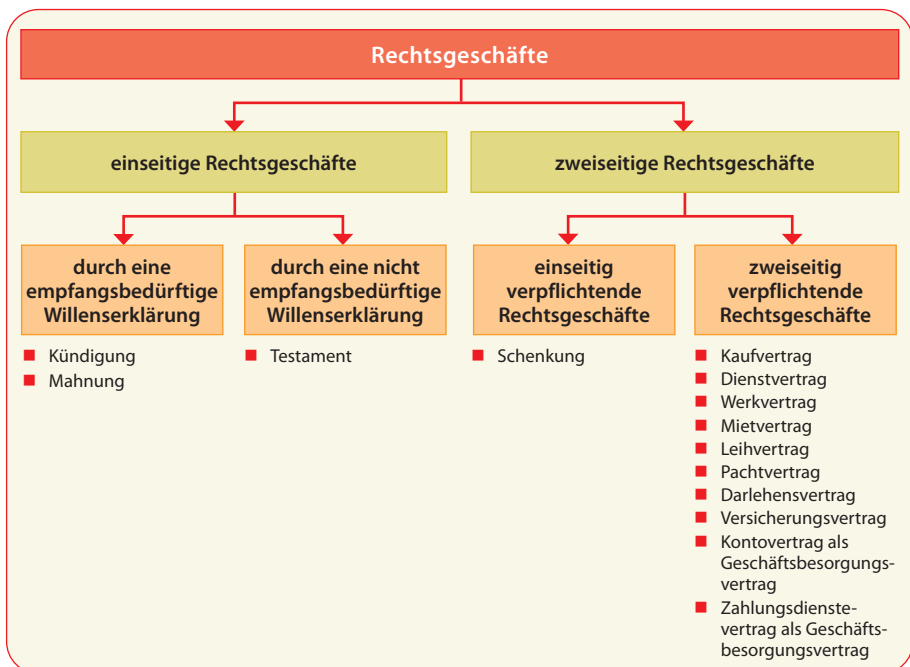 Rechtsgeschäfte
einseitige Rechtsgeschäfte
zweiseitige Rechtsgeschäfte
durch eine
empfangsbedürftige
Willenserklärung
durch eine nicht
empfangsbedürftige
Willenserklärung
einseitig
verpflichtende
Rechtsgeschäfte
zweiseitig
verpflichtende
Rechtsgeschäfte
Kündigung
Mahnung
Testament
Schenkung
Kaufvertrag
Dienstvertrag
Werkvertrag
Mietvertrag
Leihvertrag
Pachtvertrag
Darlehensvertrag
Versicherungsvertrag
Kontovertrag als
Geschäftsbesorgungs-
vertrag
Zahlungsdienste-
vertrag als Geschäfts-
besorgungsvertrag